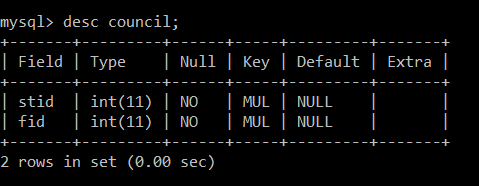 mysql> desc council;
+-------+---------+------+-----+---------+-------+
| Field | Type    | Null | Key | Default | Extra |
+-------+---------+------+-----+---------+-------+
| stid  | int(11) | NO   | MUL | NULL    |       |
| fid   | int(11) | NO   | MUL | NULL    |       |
+-------+---------+------+-----+---------+-------+
2 rows in set (0.00 sec)